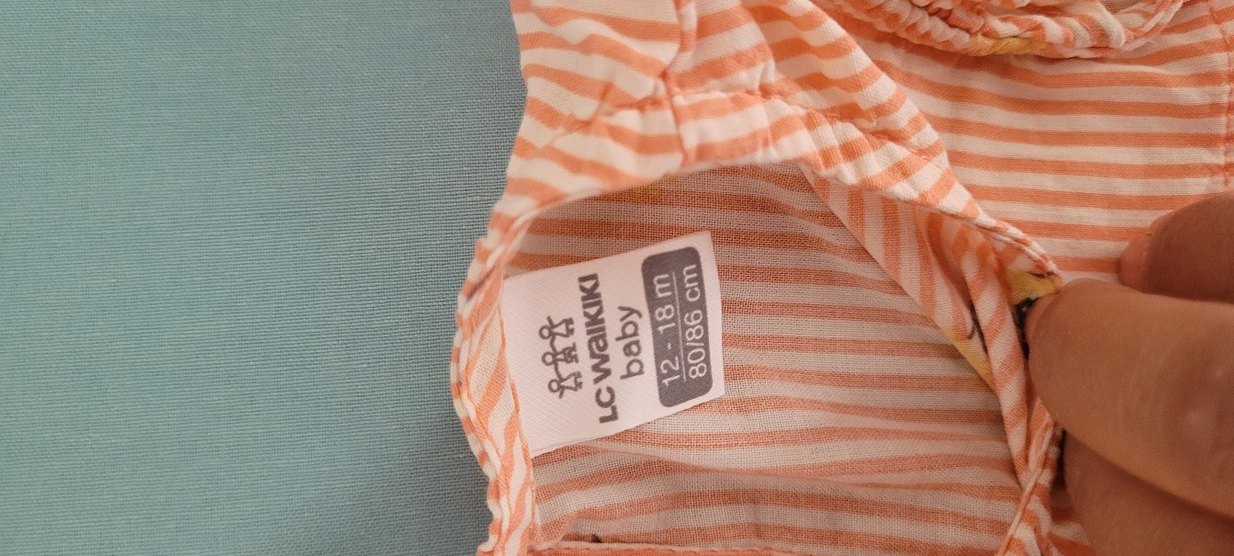 LC WAIKIKI
baby
12 - 18 m
80/86 cm